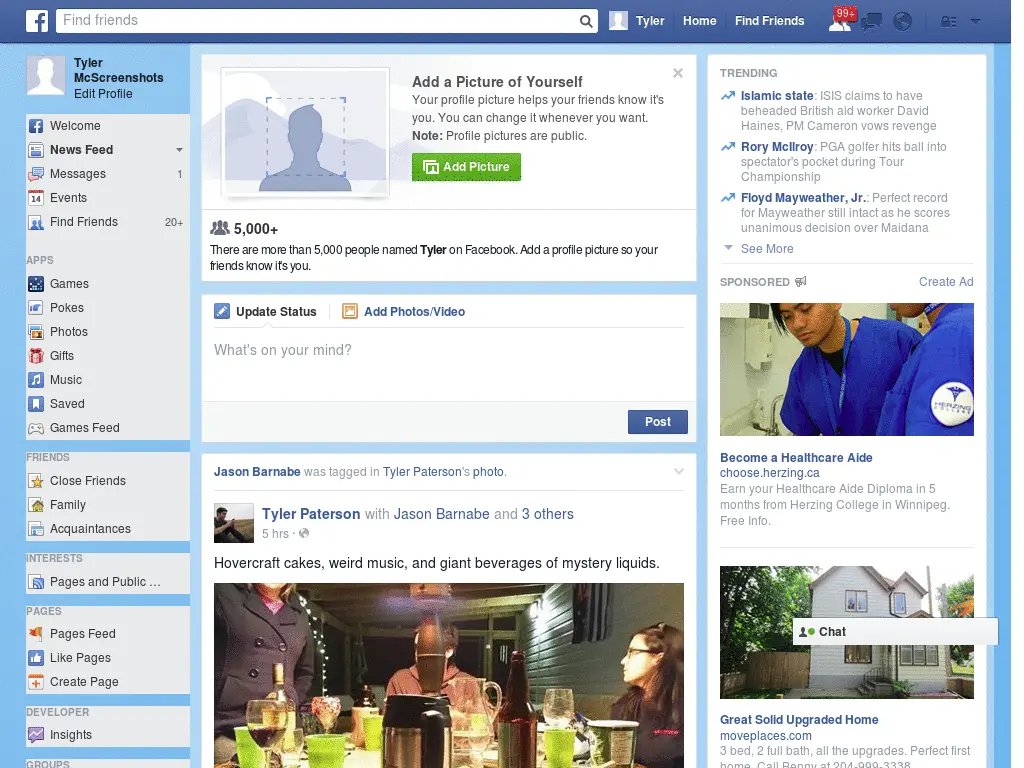 f
Find friends
Tyler
Home
Find Friends
99+
Tyler
McScreenshots
Edit Profile
Welcome
News Feed
Messages 1
14 Events
Find Friends 20+
APPS
Games
Pokes
Photos
Gifts
Music
Saved
Games Feed
FRIENDS
Close Friends
Family
Acquaintances
INTERESTS
Pages and Public ...
PAGES
Pages Feed
Like Pages
Create Page
DEVELOPER
Insights
GROUPS
Add a Picture of Yourself
Your profile picture helps your friends know it's
you. You can change it whenever you want.
Note: Profile pictures are public.
Add Picture
5,000+
There are more than 5,000 people named Tyler on Facebook. Add a profile picture so your
friends know it's you.
Update Status
Add Photos/Video
What's on your mind?
Post
Jason Barnabe was tagged in Tyler Paterson's photo.
Tyler Paterson with Jason Barnabe and 3 others
5 hrs ·
Hovercraft cakes, weird music, and giant beverages of mystery liquids.
TRENDING
Islamic state: ISIS claims to have
beheaded British aid worker David
Haines, PM Cameron vows revenge
Rory McIlroy: PGA golfer hits ball into
spectator's pocket during Tour
Championship
Floyd Mayweather, Jr.: Perfect record
for Mayweather still intact as he scores
unanimous decision over Maidana
See More
SPONSORED
Create Ad
HERZING
COLLEGE
Become a Healthcare Aide
choose.herzing.ca
Earn your Healthcare Aide Diploma in 5
months from Herzing College in Winnipeg.
Free Info.
Chat
Great Solid Upgraded Home
moveplaces.com
3 bed, 2 full bath, all the upgrades. Perfect first
home. Call Benny at 204-999-3338